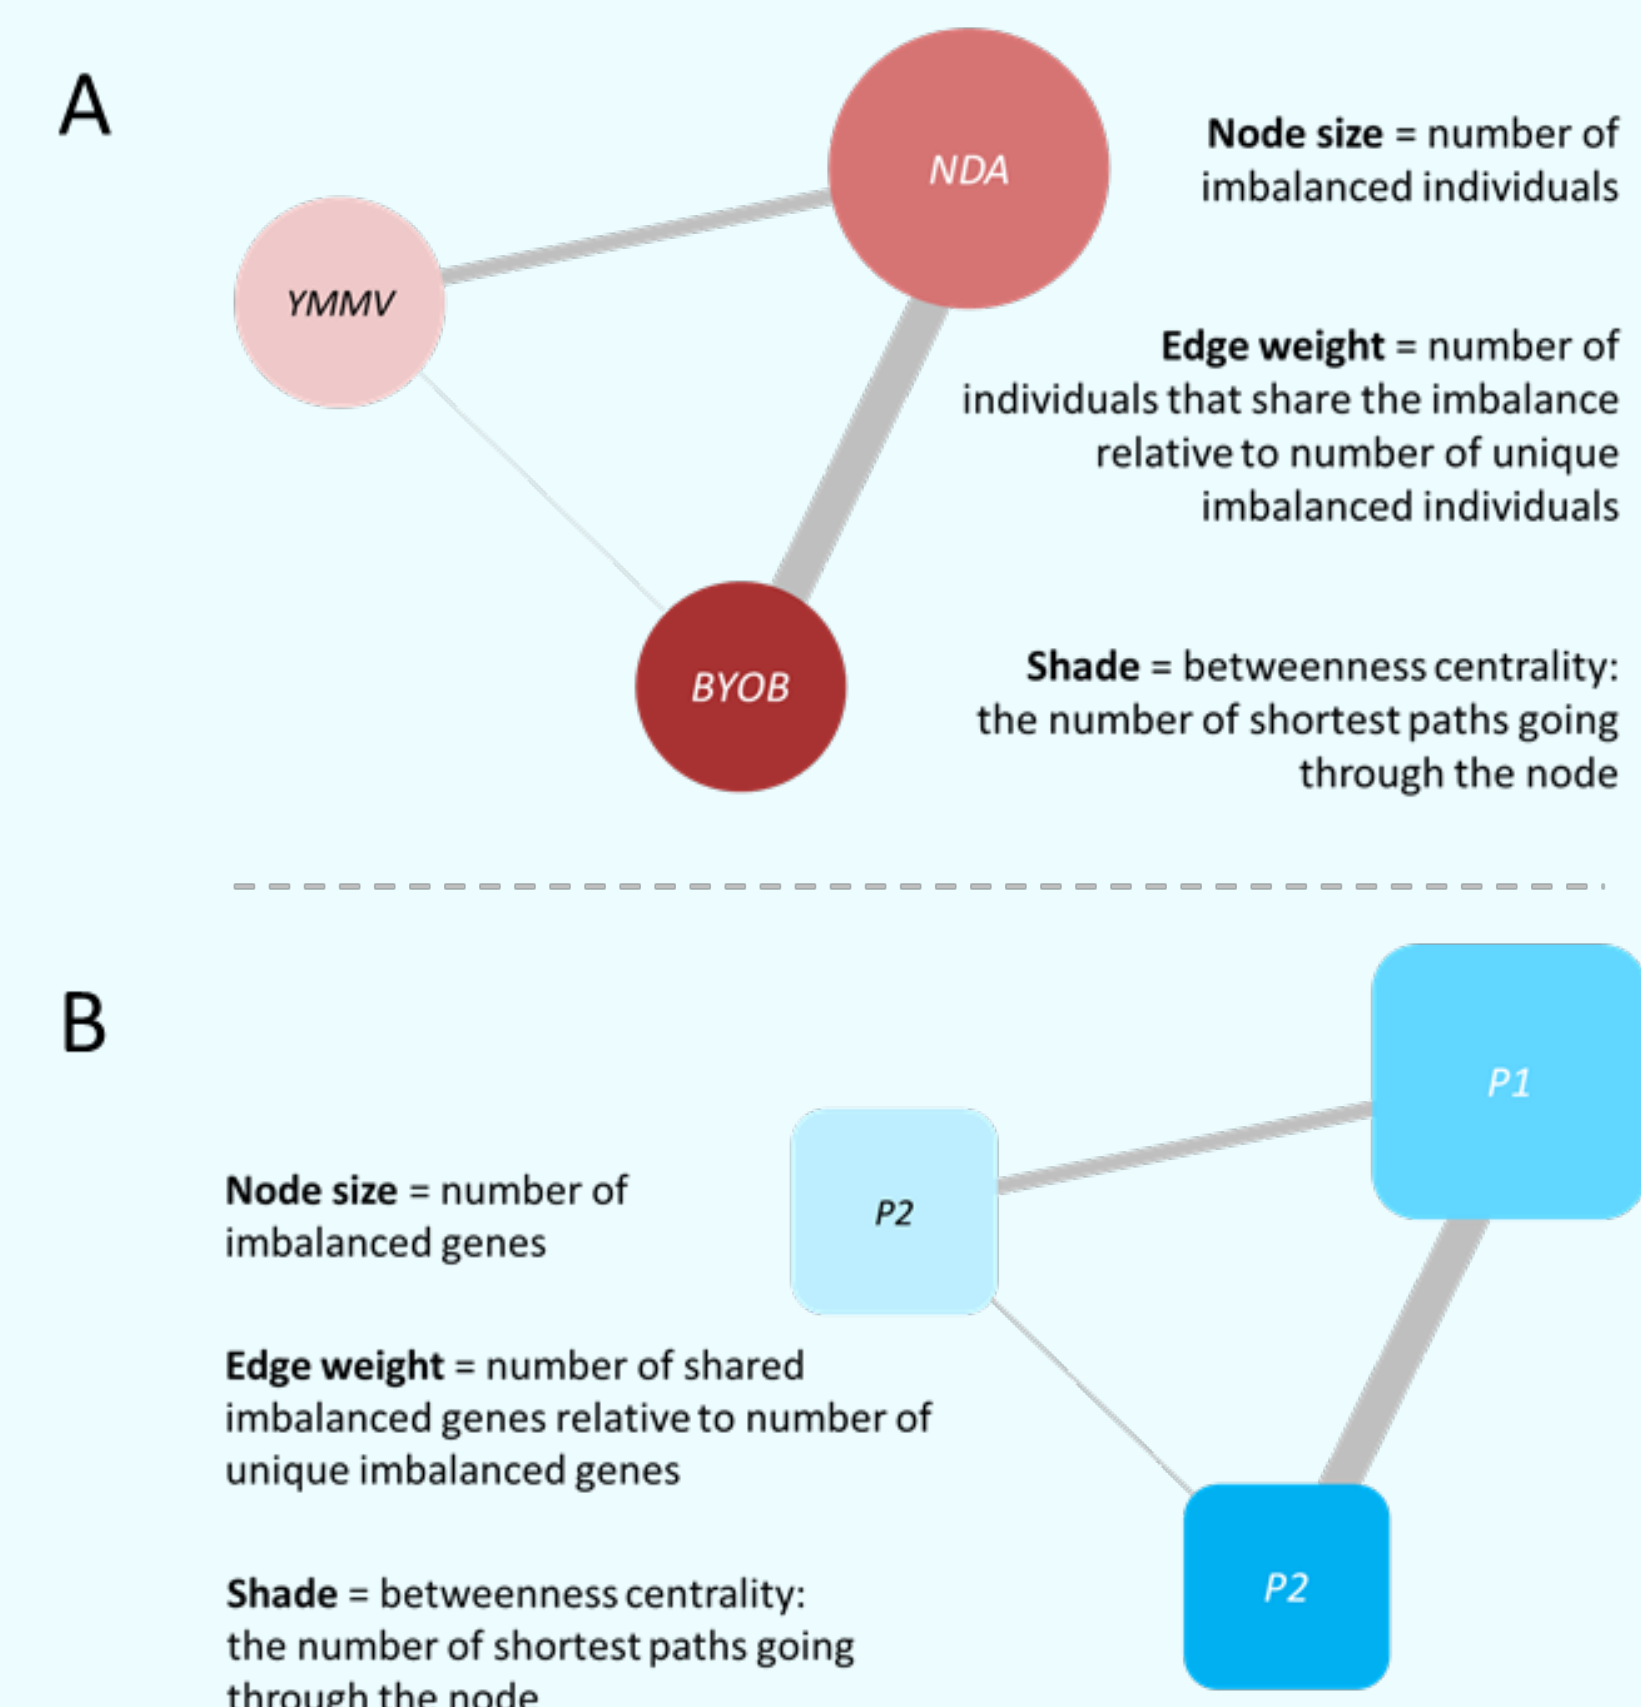 A
NDA
YMMV
BYOB
Node size = number of
imbalanced individuals
Edge weight = number of
individuals that share the imbalance
relative to number of unique
imbalanced individuals
Shade = betweenness centrality:
the number of shortest paths going
through the node
B
P1
P2
P2
Node size = number of
imbalanced genes
Edge weight = number of shared
imbalanced genes relative to number of
unique imbalanced genes
Shade = betweenness centrality:
the number of shortest paths going
through the node